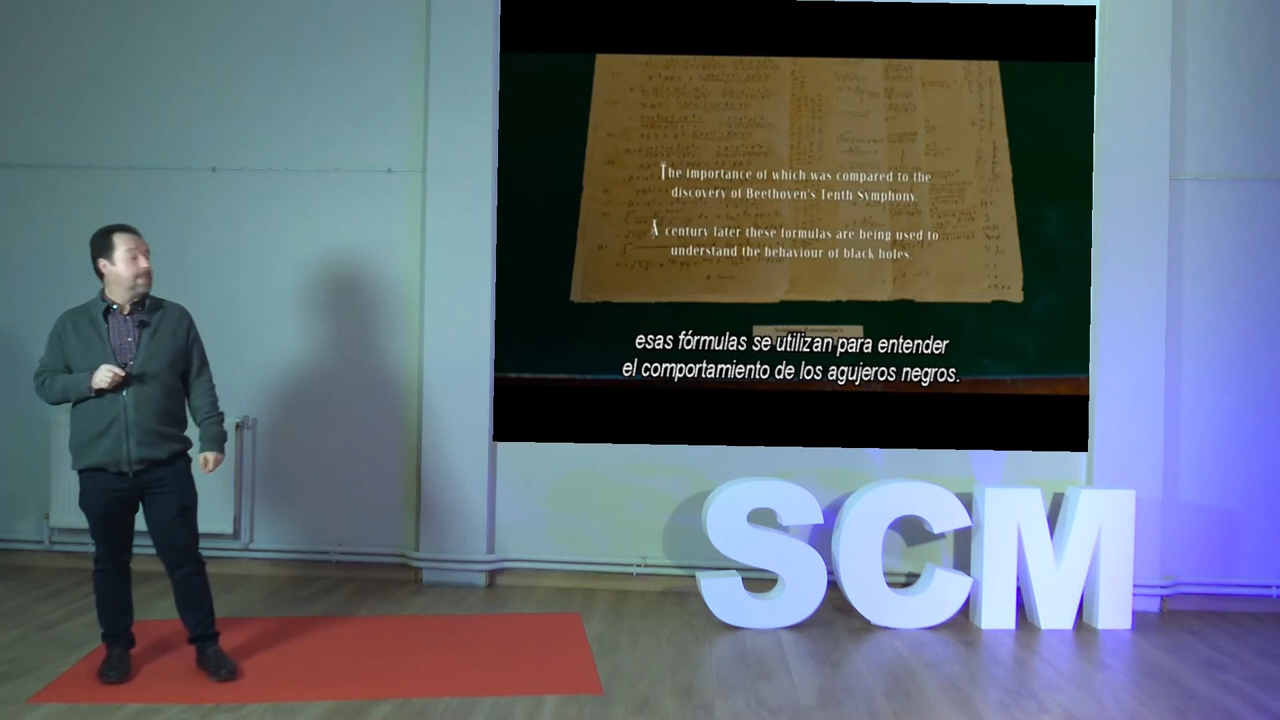 The importance of which was compared to the
discovery of Beethoven's Tenth Symphony.
A century later these formulas are being used to
understand the behaviour of black holes.
esas fórmulas se utilizan para entender
el comportamiento de los agujeros negros.
SCM